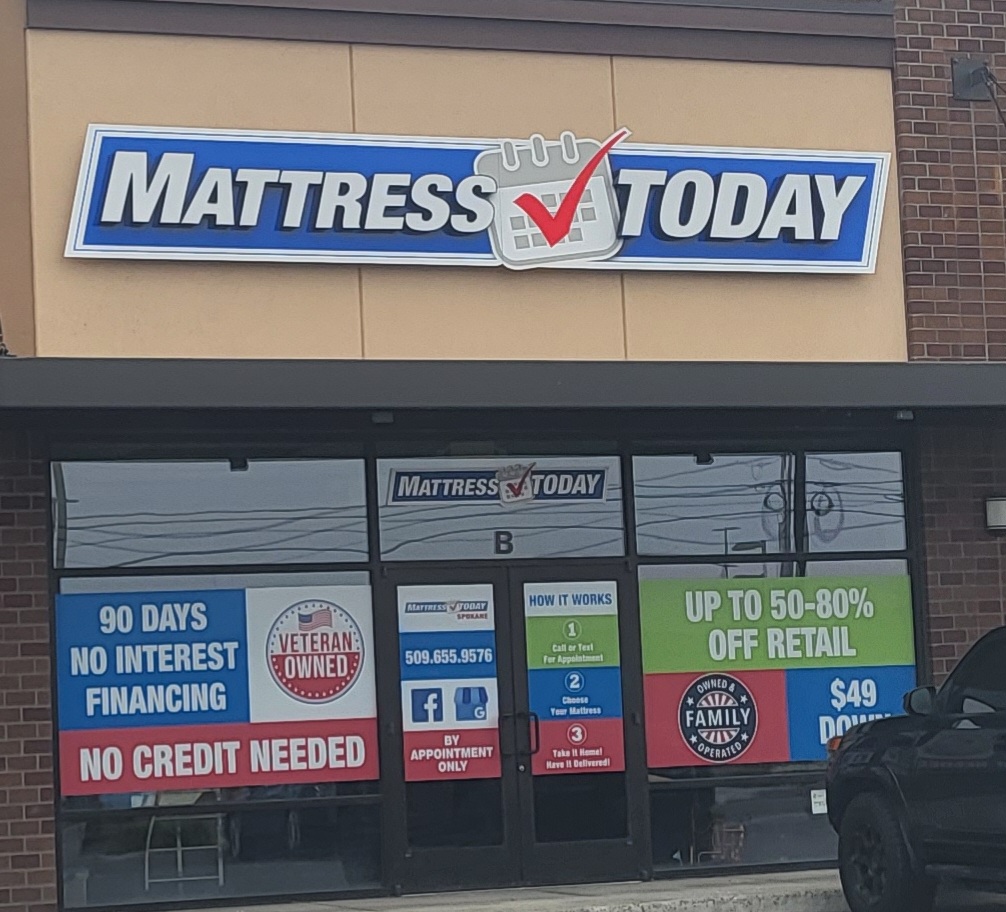 MATTRESS TODAY
MATTRESS TODAY
B
90 DAYS
NO INTEREST
FINANCING
VETERAN
OWNED
NO CREDIT NEEDED
MATTRESS TODAY
SPOKANE
509.655.9576
f
G
BY
APPOINTMENT
ONLY
HOW IT WORKS
1
Call or Text
For Appointment
2
Choose
Your Mattress
3
Take it Home!
Have it Delivered!
UP TO 50-80%
OFF RETAIL
OWNED &
FAMILY
OPERATED
$49
DOWN